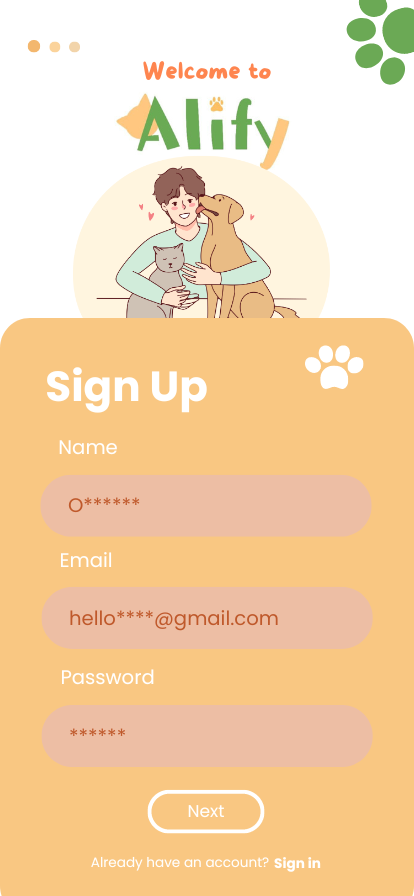 Welcome to
Alify
Sign Up
Name
O******
Email
hello****@gmail.com
Password
******
Next
Already have an account? Sign in